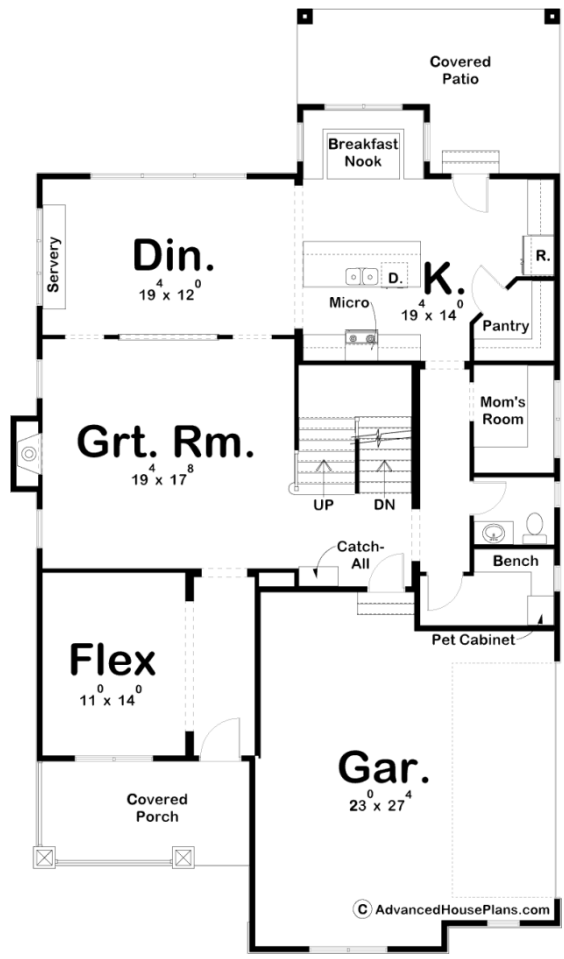 Covered
Patio
Breakfast
Nook
Servery
Din.
19⁴ x 12⁰
R.
D.
K.
19⁴ x 14⁰
Micro
Pantry
Mom's
Room
Grt. Rm.
19⁴ x 17⁸
UP
DN
Catch-
All
Bench
Pet Cabinet
Flex
11⁰ x 14⁰
Gar.
23⁰ x 27⁴
Covered
Porch
© AdvancedHousePlans.com